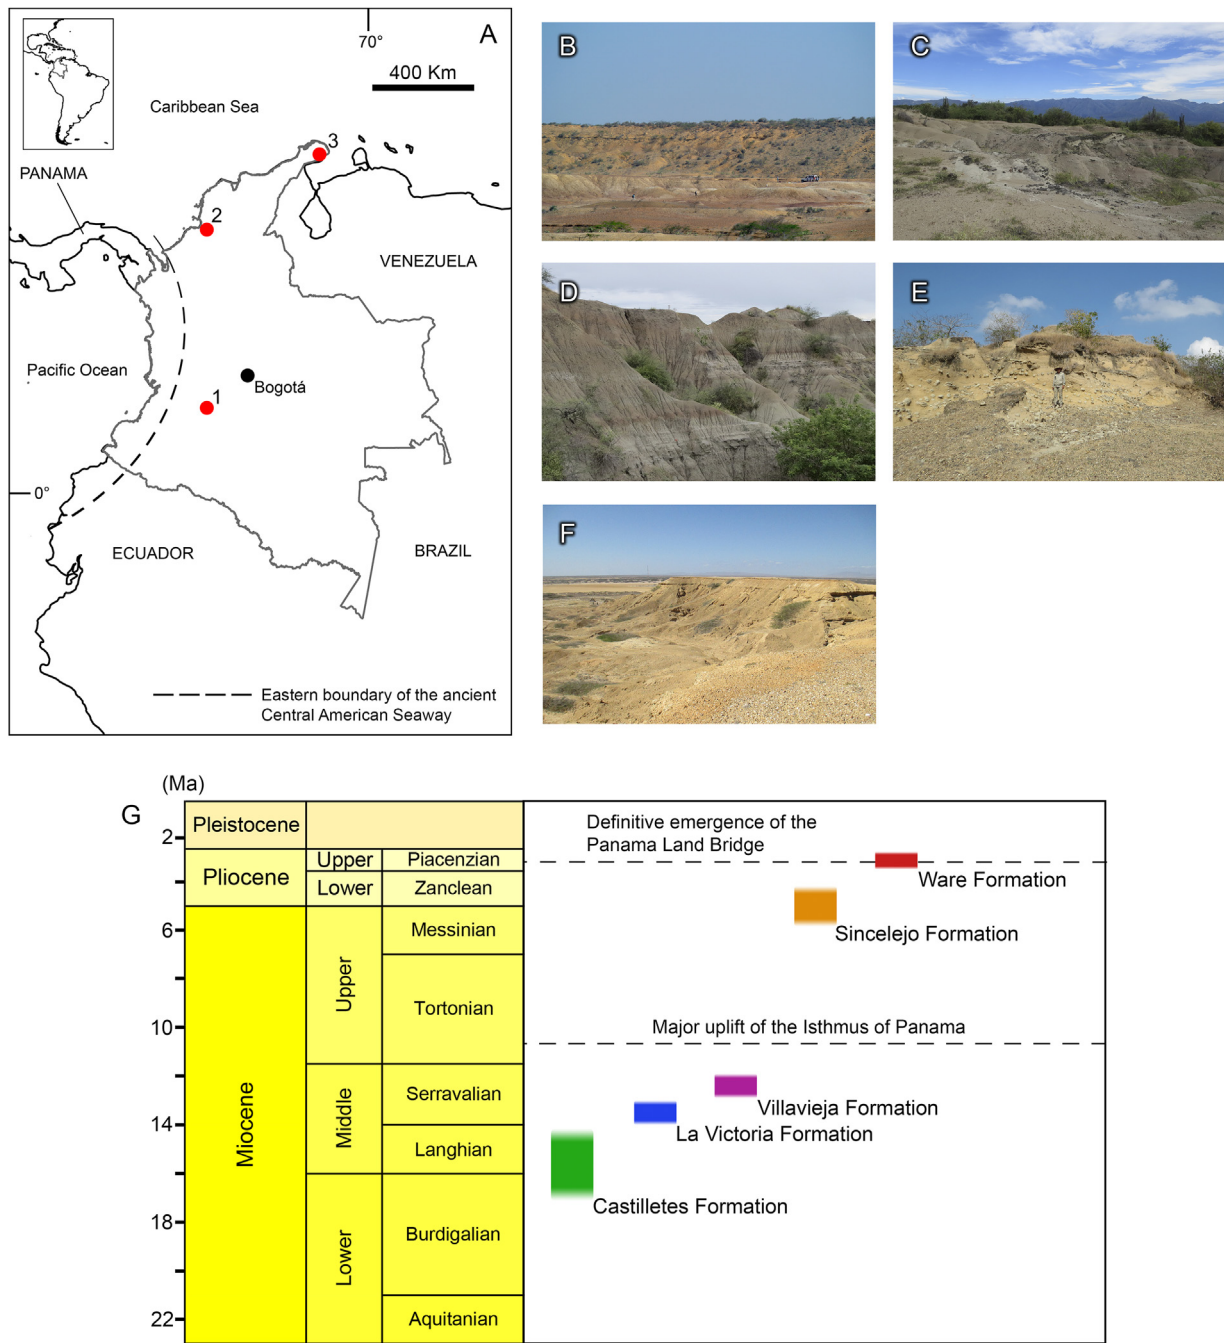 A
70°
400 Km
Caribbean Sea
3
PANAMA
2
VENEZUELA
Pacific Ocean
Bogotá
1
0°
ECUADOR
BRAZIL
Eastern boundary of the ancient
Central American Seaway
B
C
D
E
F
G
(Ma)
Pleistocene
2
Definitive emergence of the
Panama Land Bridge
Pliocene
Upper
Piacenzian
Ware Formation
Lower
Zanclean
Sincelejo Formation
6
Messinian
Upper
Tortonian
10
Major uplift of the Isthmus of Panama
Miocene
Middle
Serravalian
Villavieja Formation
14
La Victoria Formation
Langhian
Castilletes Formation
18
Lower
Burdigalian
22
Aquitanian